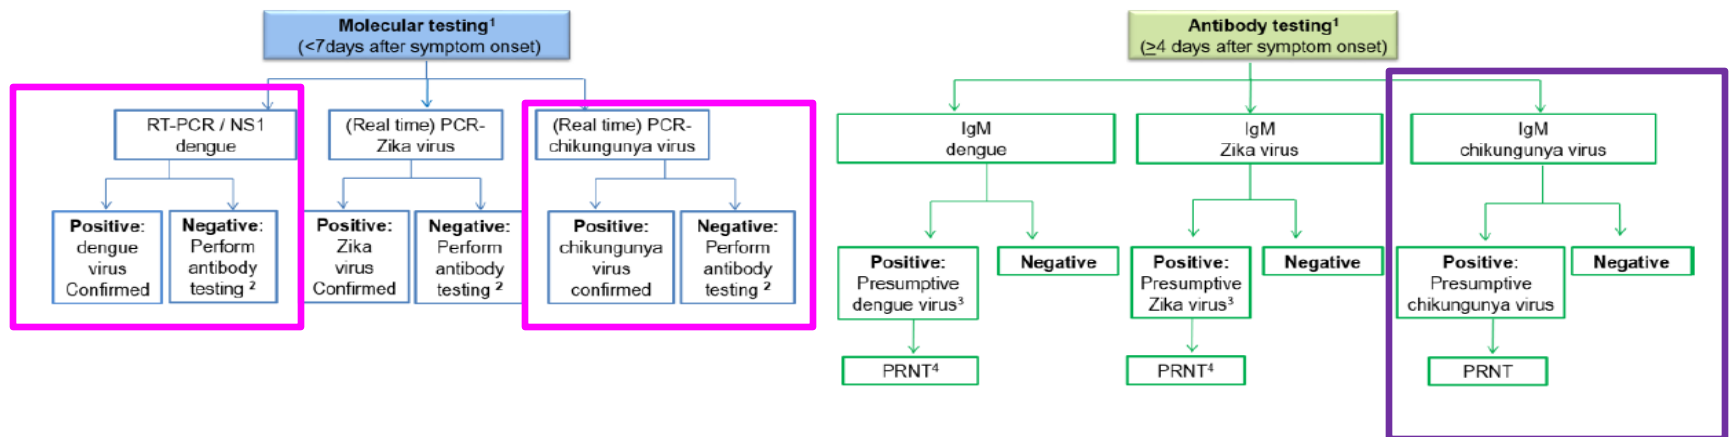 Molecular testing¹
(<7days after symptom onset)
RT-PCR / NS1
dengue
Positive:
dengue
virus
Confirmed
Negative:
Perform
antibody
testing ²
(Real time) PCR-
Zika virus
Positive:
Zika
virus
Confirmed
Negative:
Perform
antibody
testing ²
(Real time) PCR-
chikungunya virus
Positive:
chikungunya
virus
confirmed
Negative:
Perform
antibody
testing ²
Antibody testing¹
(≥4 days after symptom onset)
IgM
dengue
Positive:
Presumptive
dengue virus³
Negative
PRNT⁴
IgM
Zika virus
Positive:
Presumptive
Zika virus³
Negative
PRNT⁴
IgM
chikungunya virus
Positive:
Presumptive
chikungunya virus
Negative
PRNT